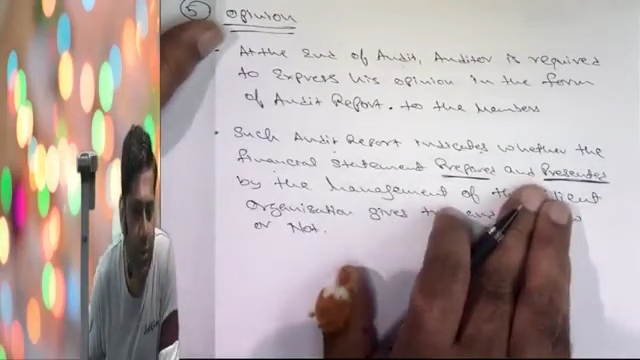 5 Opinion
At the End of Audit, Auditor is required
to Express his opinion in the form
of Audit Report. to the Members
Such Audit Report indicates whether the
financial statement Prepared and Presented
by the Management of the
Organisation gives
or Not.